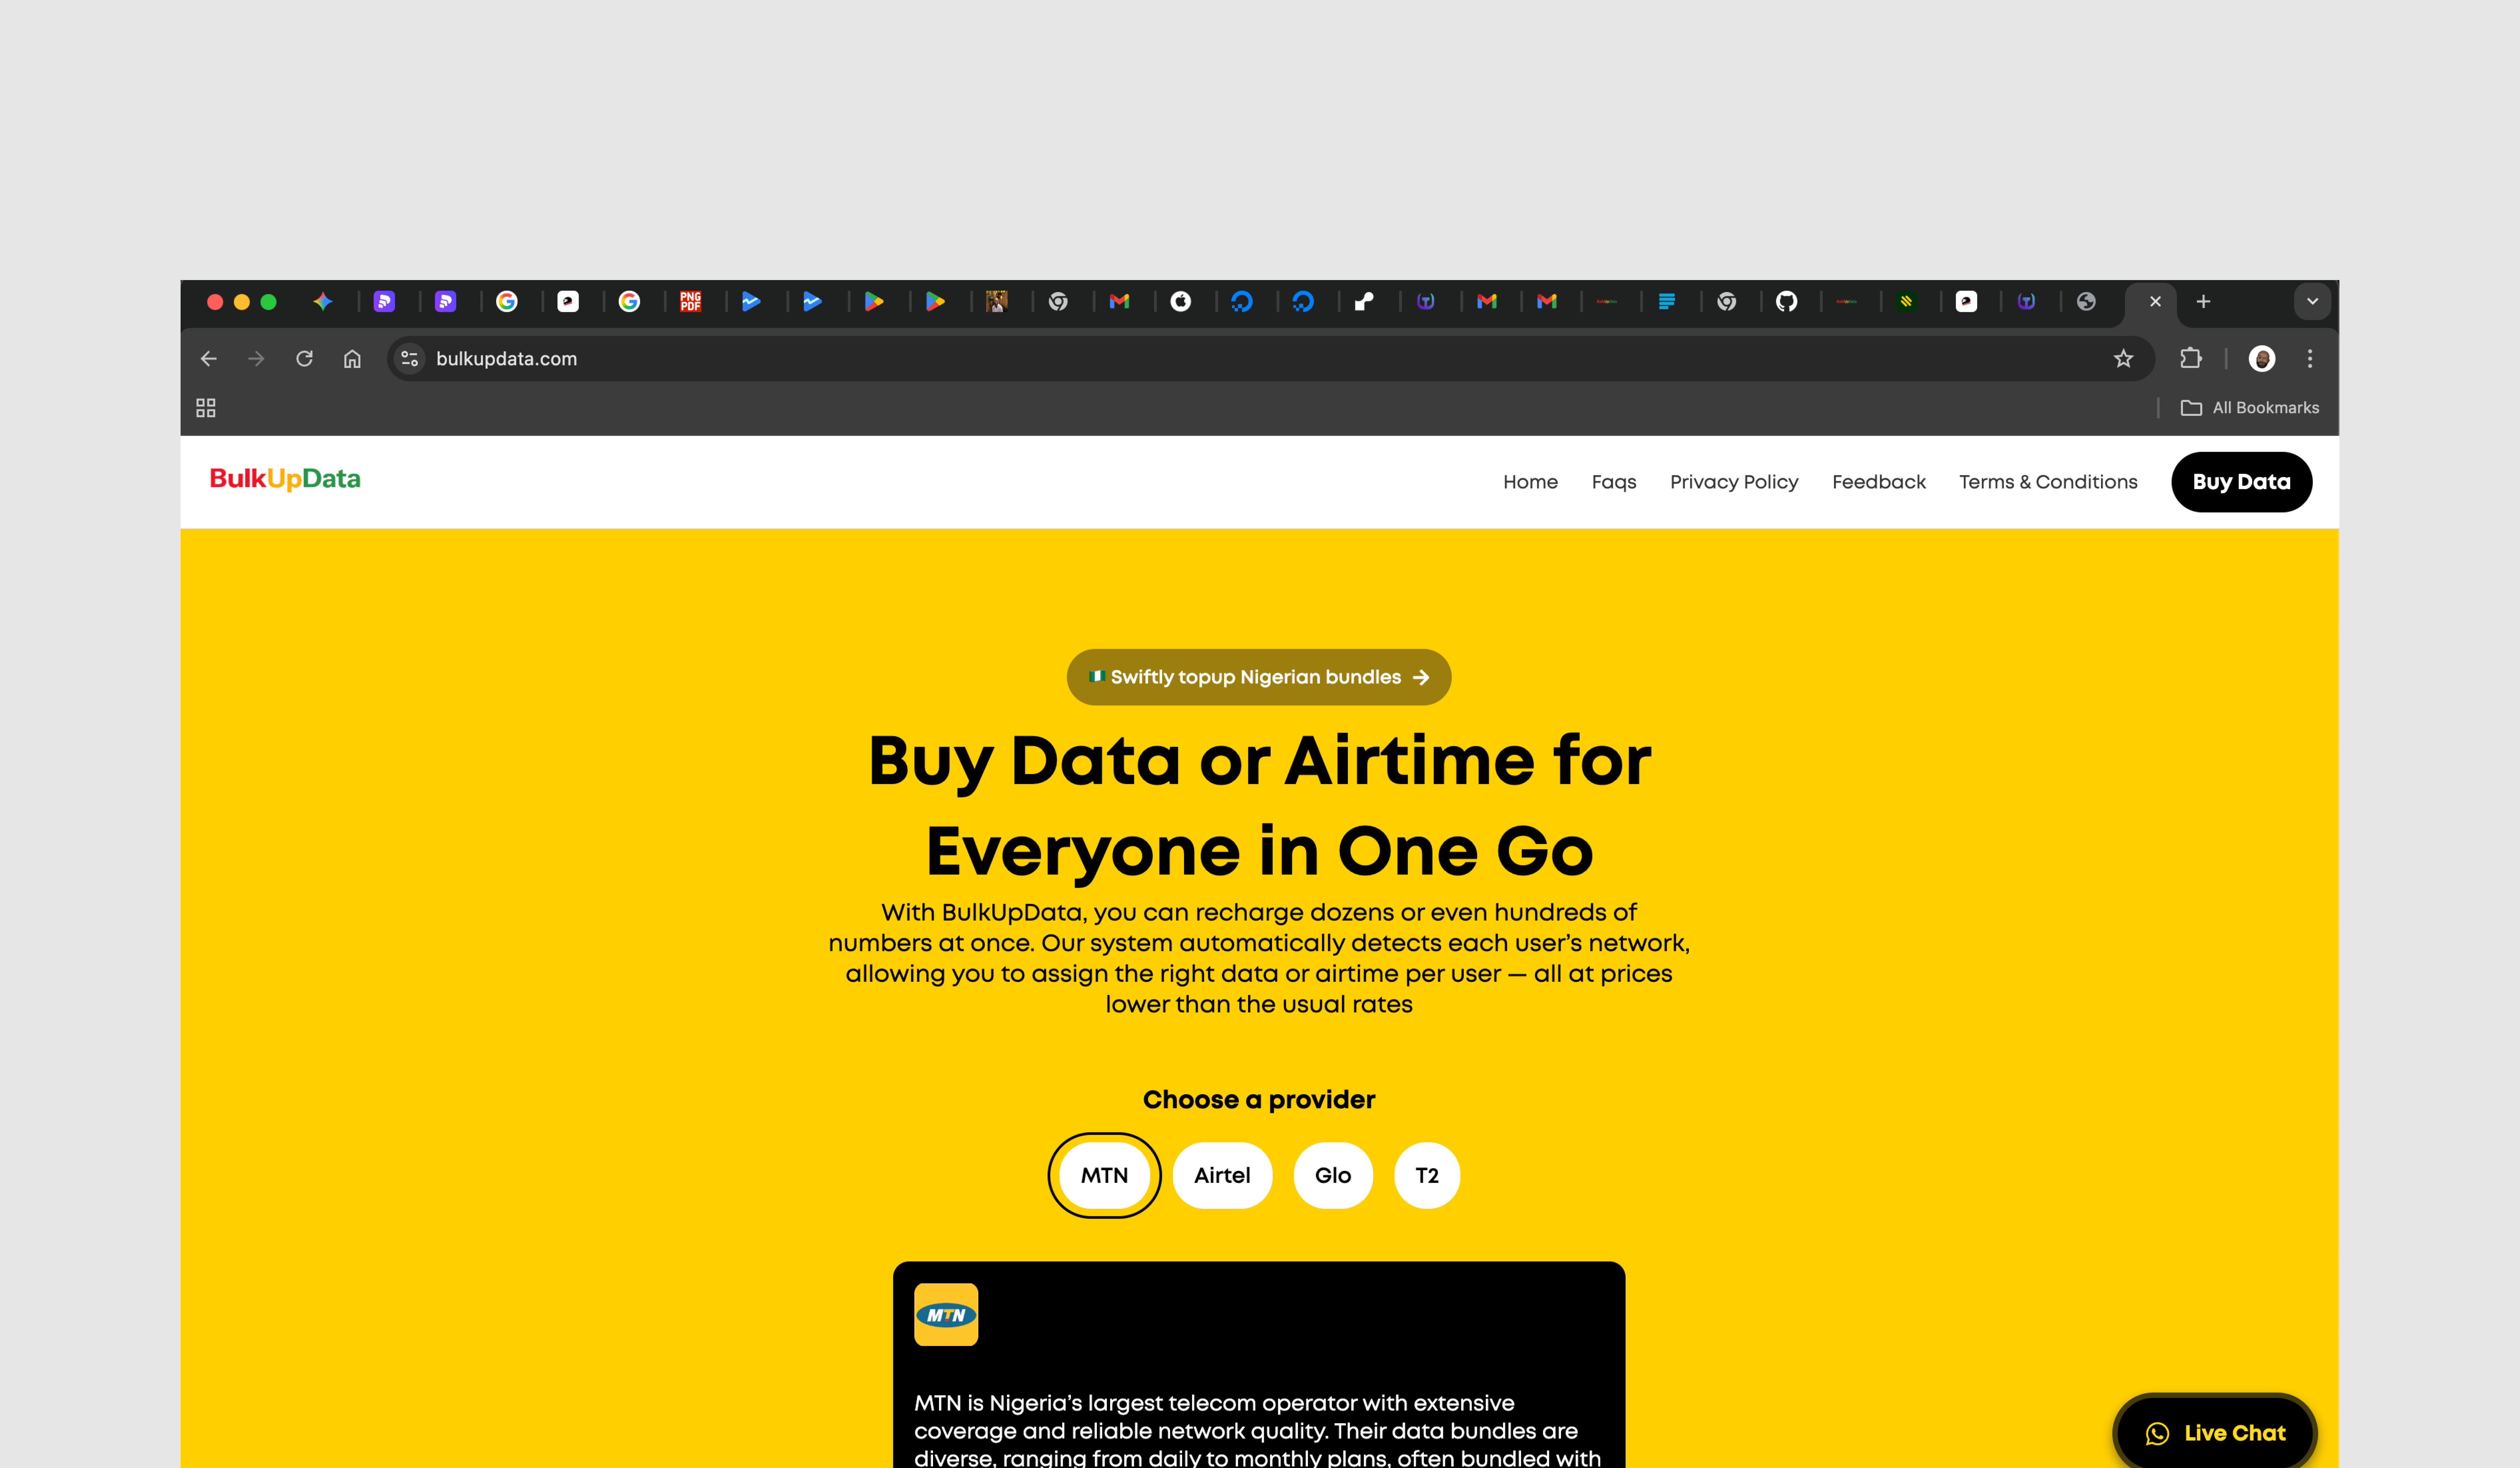 PNG
PDF
bulkupdata.com
All Bookmarks
BulkUpData
Home Faqs Privacy Policy Feedback Terms & Conditions Buy Data
Swiftly topup Nigerian bundles →
Buy Data or Airtime for
Everyone in One Go
With BulkUpData, you can recharge dozens or even hundreds of
numbers at once. Our system automatically detects each user’s network,
allowing you to assign the right data or airtime per user — all at prices
lower than the usual rates
Choose a provider
MTN Airtel Glo T2
MTN
MTN is Nigeria’s largest telecom operator with extensive
coverage and reliable network quality. Their data bundles are
diverse, ranging from daily to monthly plans, often bundled with
Live Chat